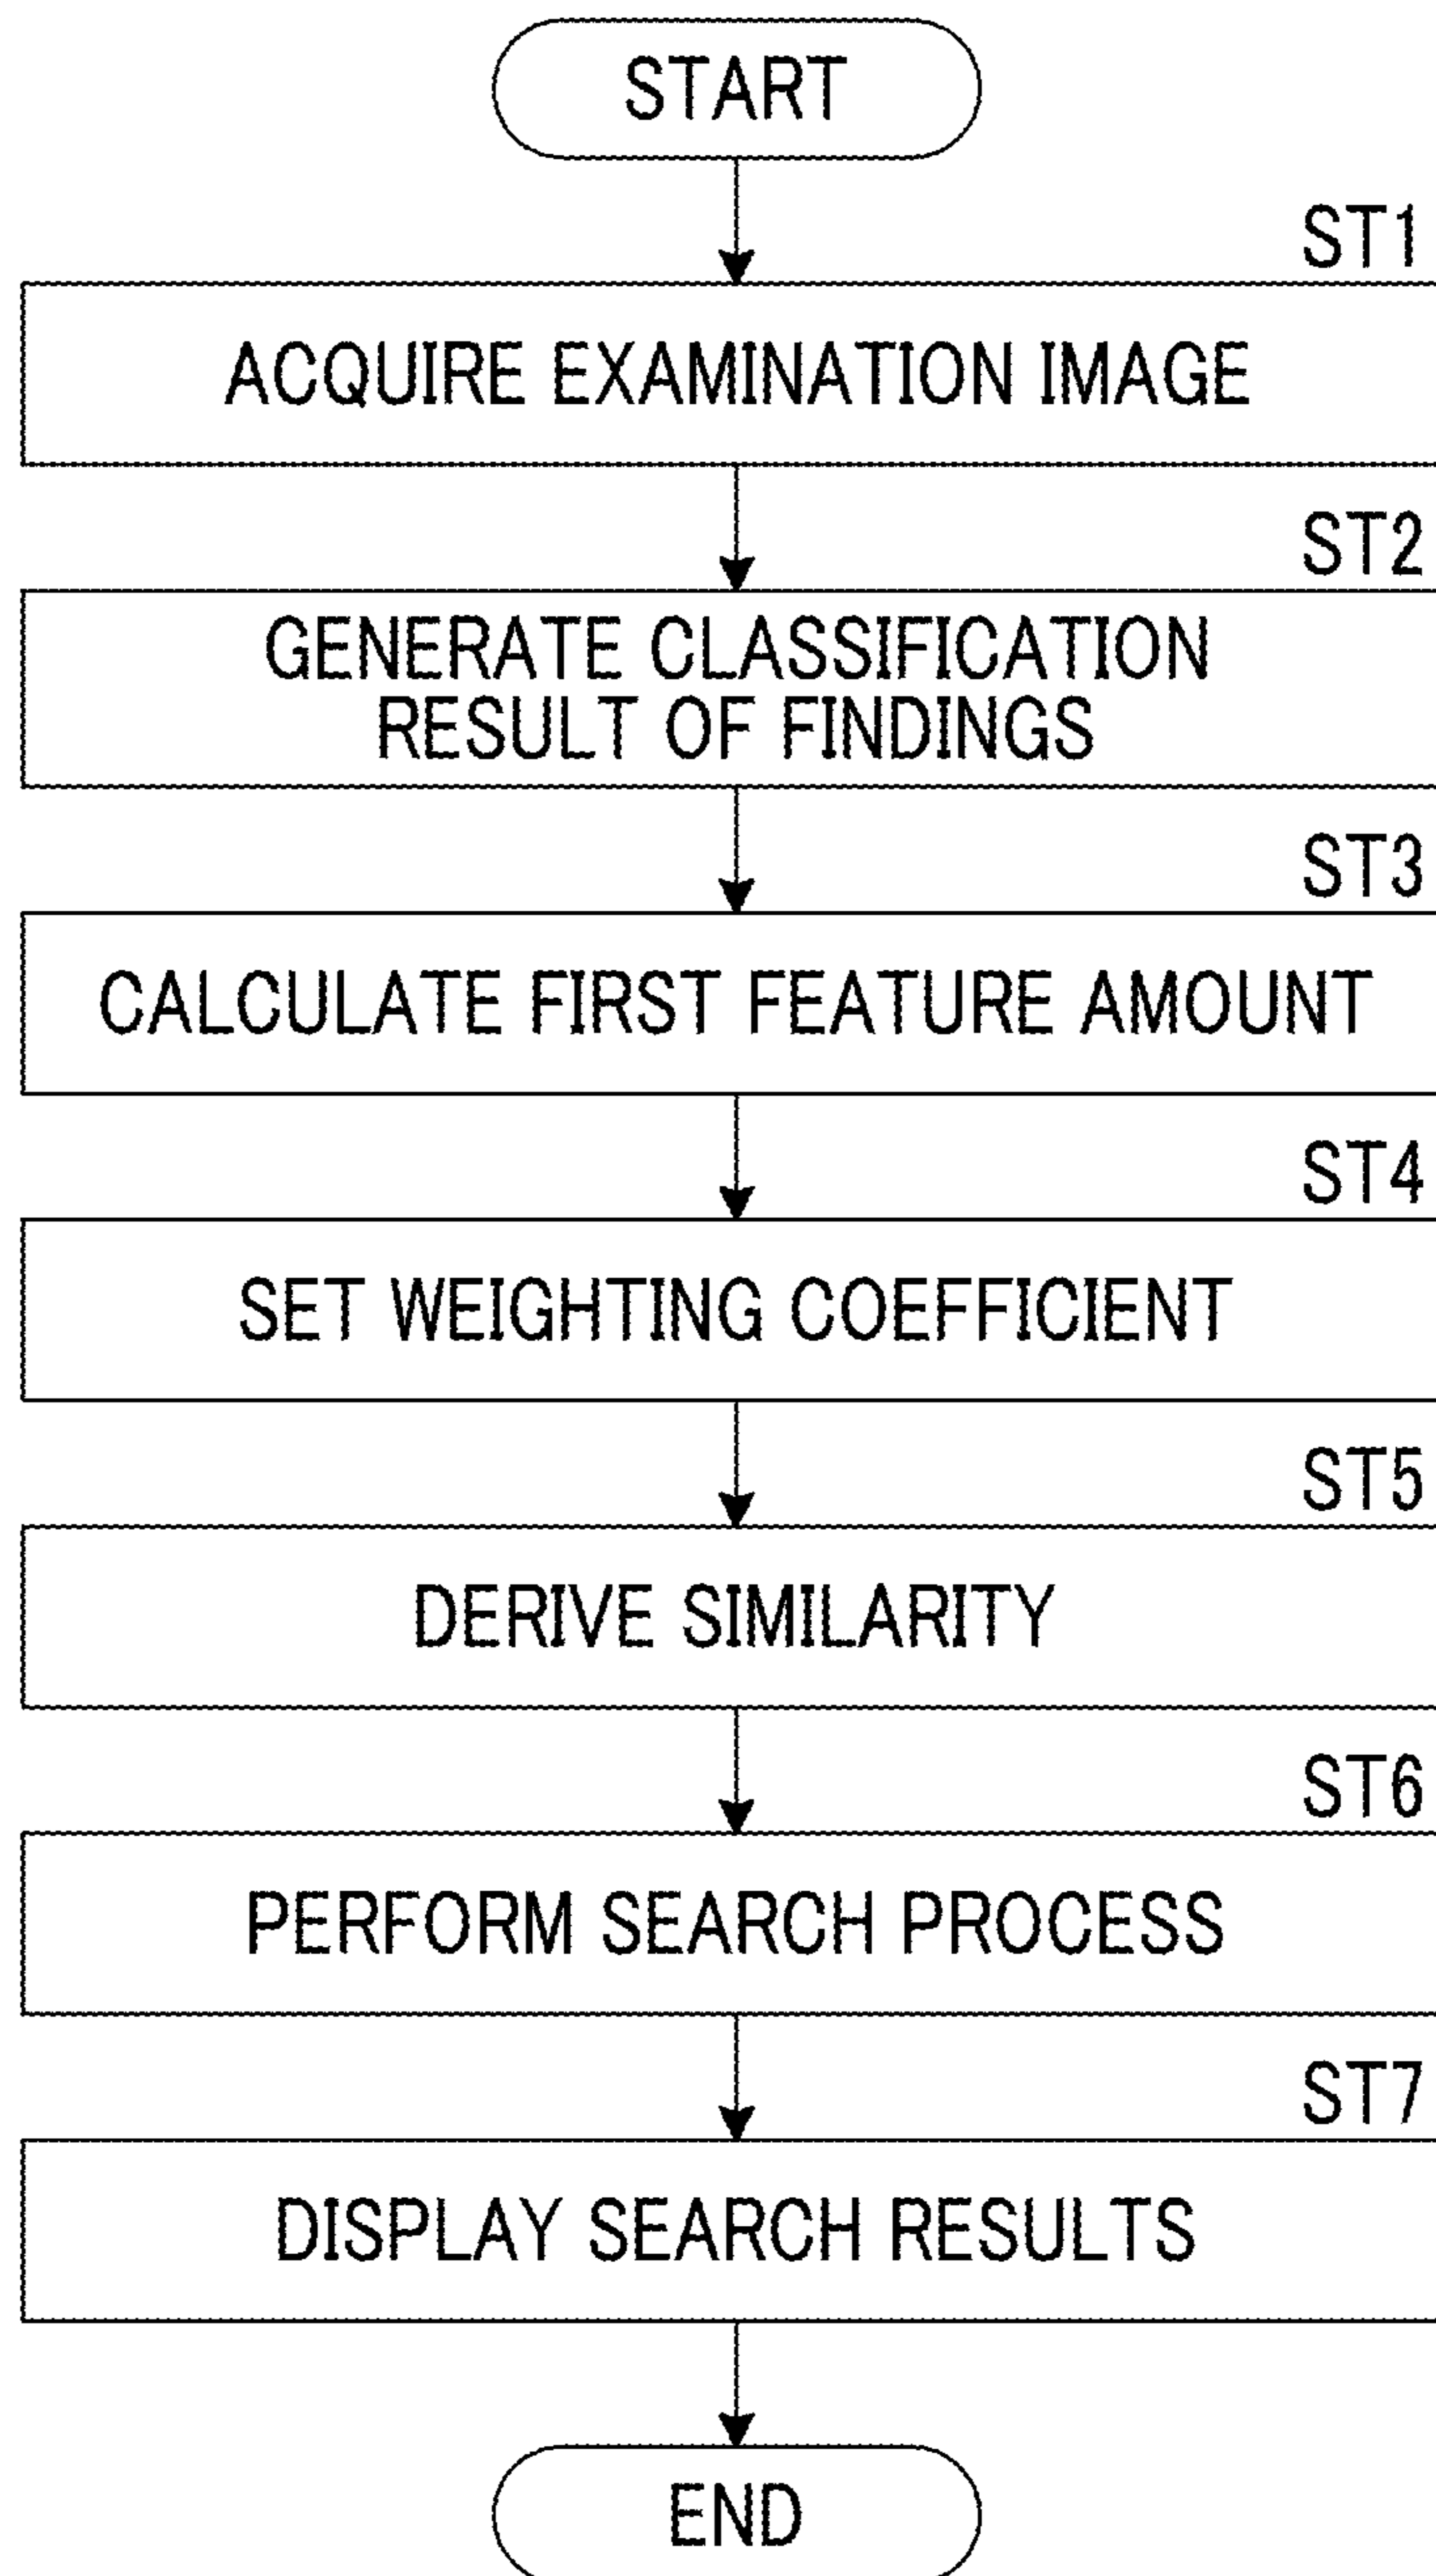 START
ST1
ACQUIRE EXAMINATION IMAGE
ST2
GENERATE CLASSIFICATION
RESULT OF FINDINGS
ST3
CALCULATE FIRST FEATURE AMOUNT
ST4
SET WEIGHTING COEFFICIENT
ST5
DERIVE SIMILARITY
ST6
PERFORM SEARCH PROCESS
ST7
DISPLAY SEARCH RESULTS
END